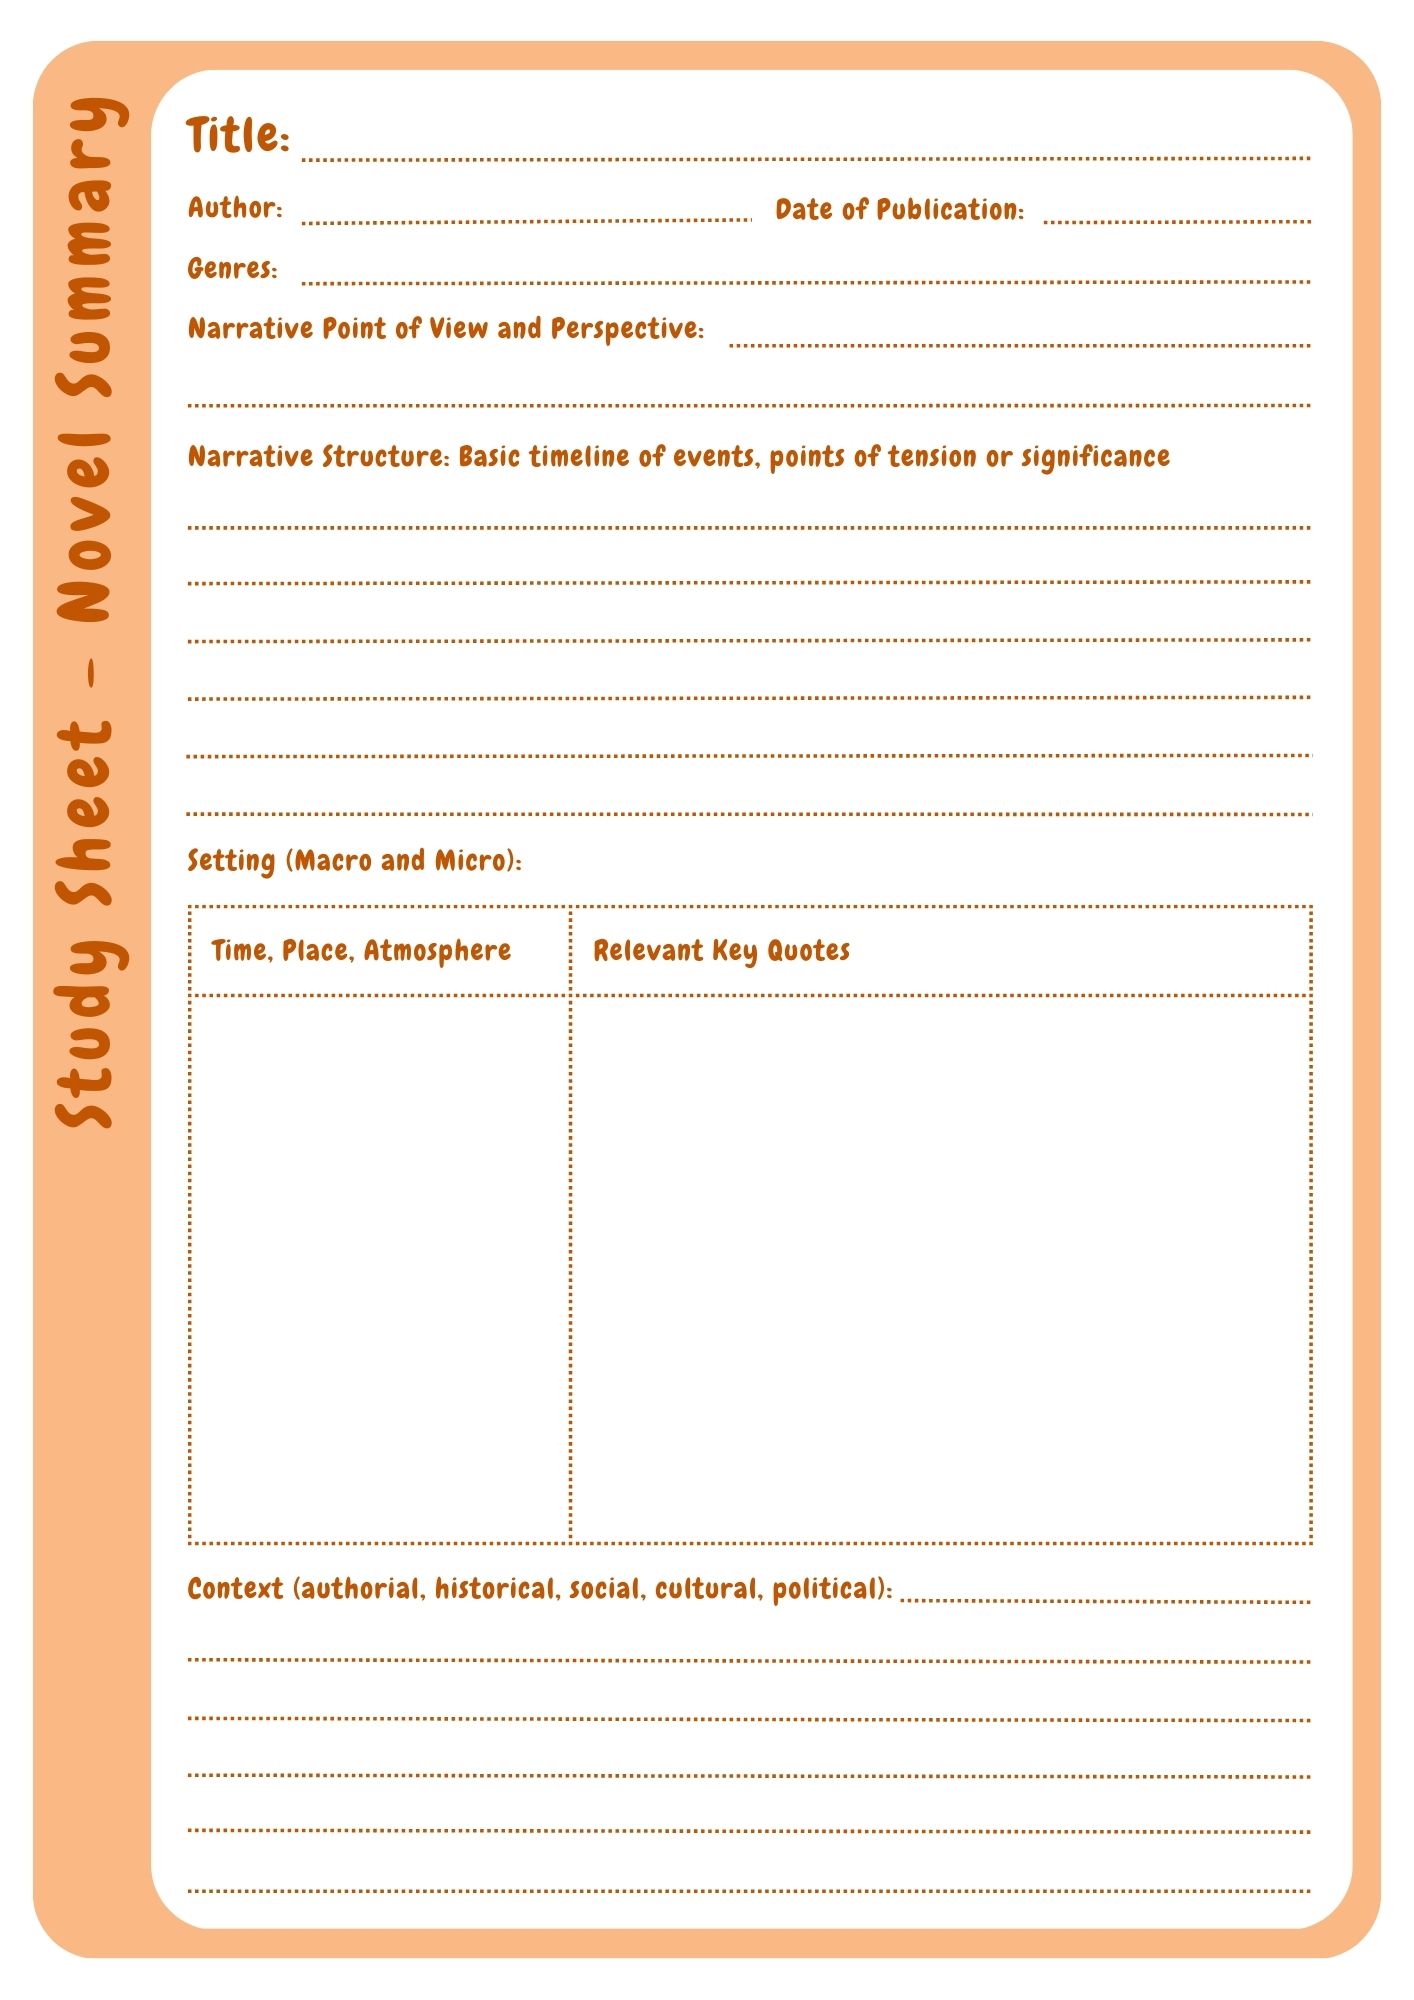 Study Sheet - Novel Summary
Title:
Author:
Date of Publication:
Genres:
Narrative Point of View and Perspective:
Narrative Structure: Basic timeline of events, points of tension or significance
Setting (Macro and Micro):
Time, Place, Atmosphere
Relevant Key Quotes
Context (authorial, historical, social, cultural, political):